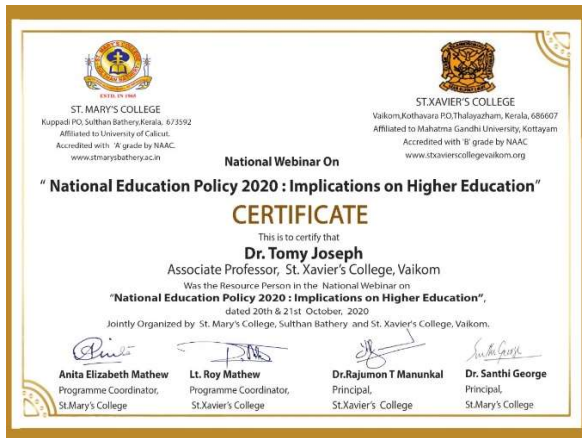 ESTD. IN 1965
ST. MARY'S COLLEGE
Kuppadi PO, Sulthan Bathery,Kerala, 673592
Affiliated to University of Calicut.
Accredited with 'A' grade by NAAC.
www.stmarysbathery.ac.in
ST.XAVIER'S COLLEGE
Vaikom,Kothavara P.O,Thalayazham, Kerala, 686607
Affiliated to Mahatma Gandhi University, Kottayam
Accredited with 'B' grade by NAAC
www.stxavierscollegevaikom.org
National Webinar On
" National Education Policy 2020 : Implications on Higher Education"
CERTIFICATE
This is to certify that
Dr. Tomy Joseph
Associate Professor, St. Xavier's College, Vaikom
Was the Resource Person in the National Webinar on
"National Education Policy 2020 : Implications on Higher Education",
dated 20th & 21st October, 2020
Jointly Organized by St. Mary's College, Sulthan Bathery and St. Xavier's College, Vaikom.
Anita Elizabeth Mathew
Programme Coordinator,
St.Mary's College
Lt. Roy Mathew
Programme Coordinator,
St.Xavier's College
Dr.Rajumon T Manunkal
Principal,
St.Xavier's College
Dr. Santhi George
Principal,
St.Mary's College